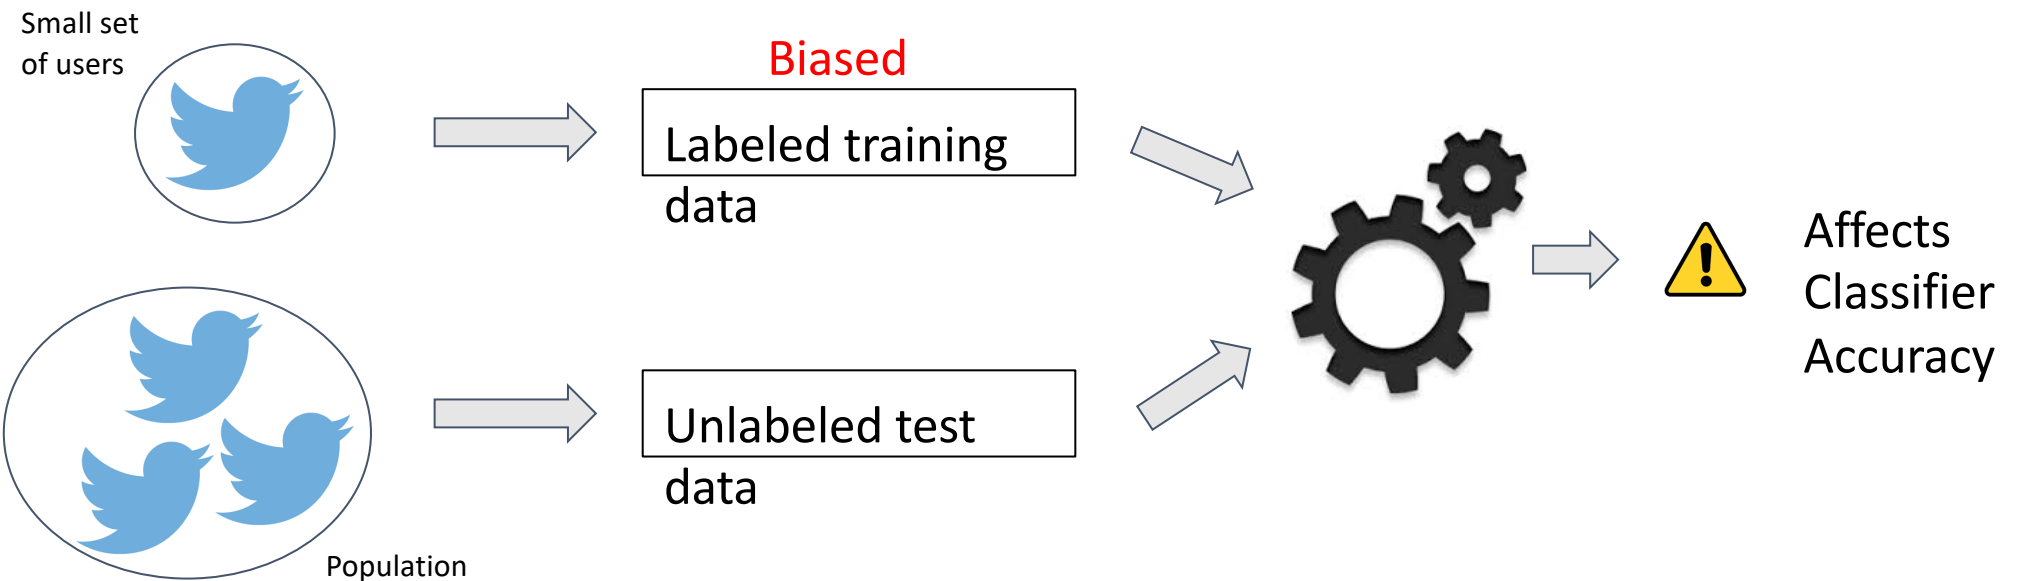 Small set
of users
Biased
Labeled training
data
Affects
Classifier
Accuracy
Unlabeled test
data
Population